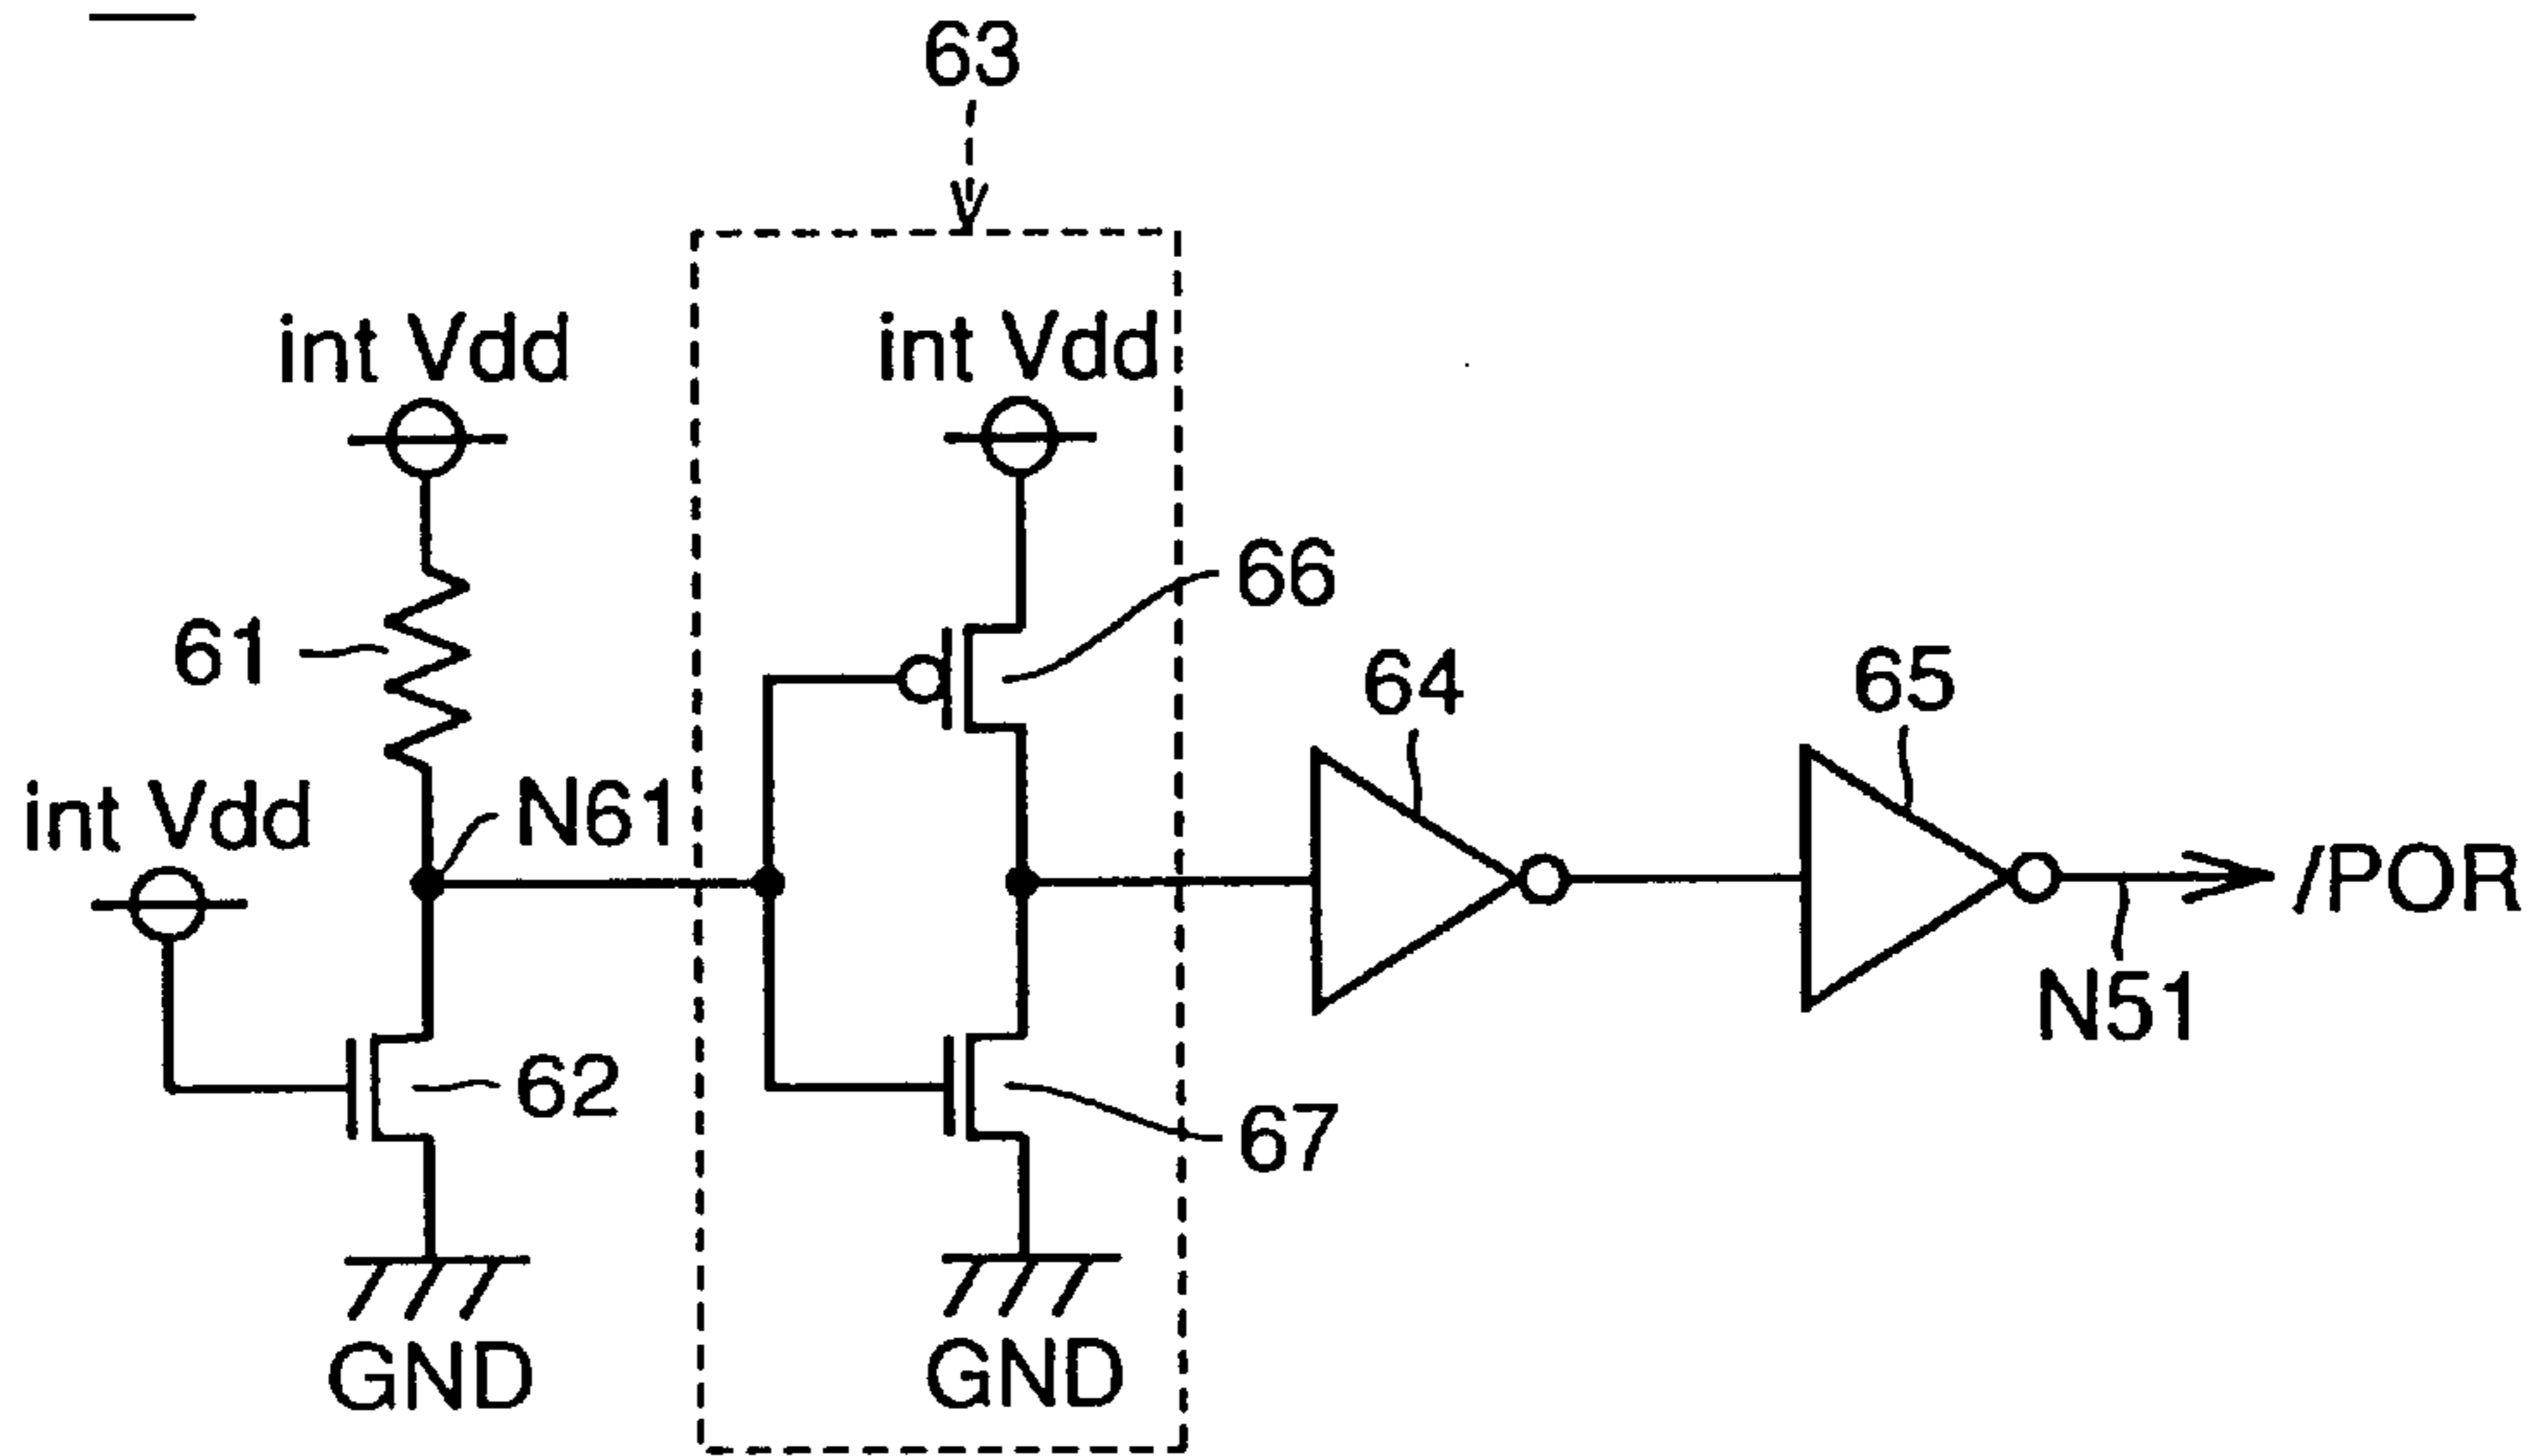 63
int Vdd
int Vdd
66
61
64
65
int Vdd
N61
/POR
N51
62
67
GND
GND